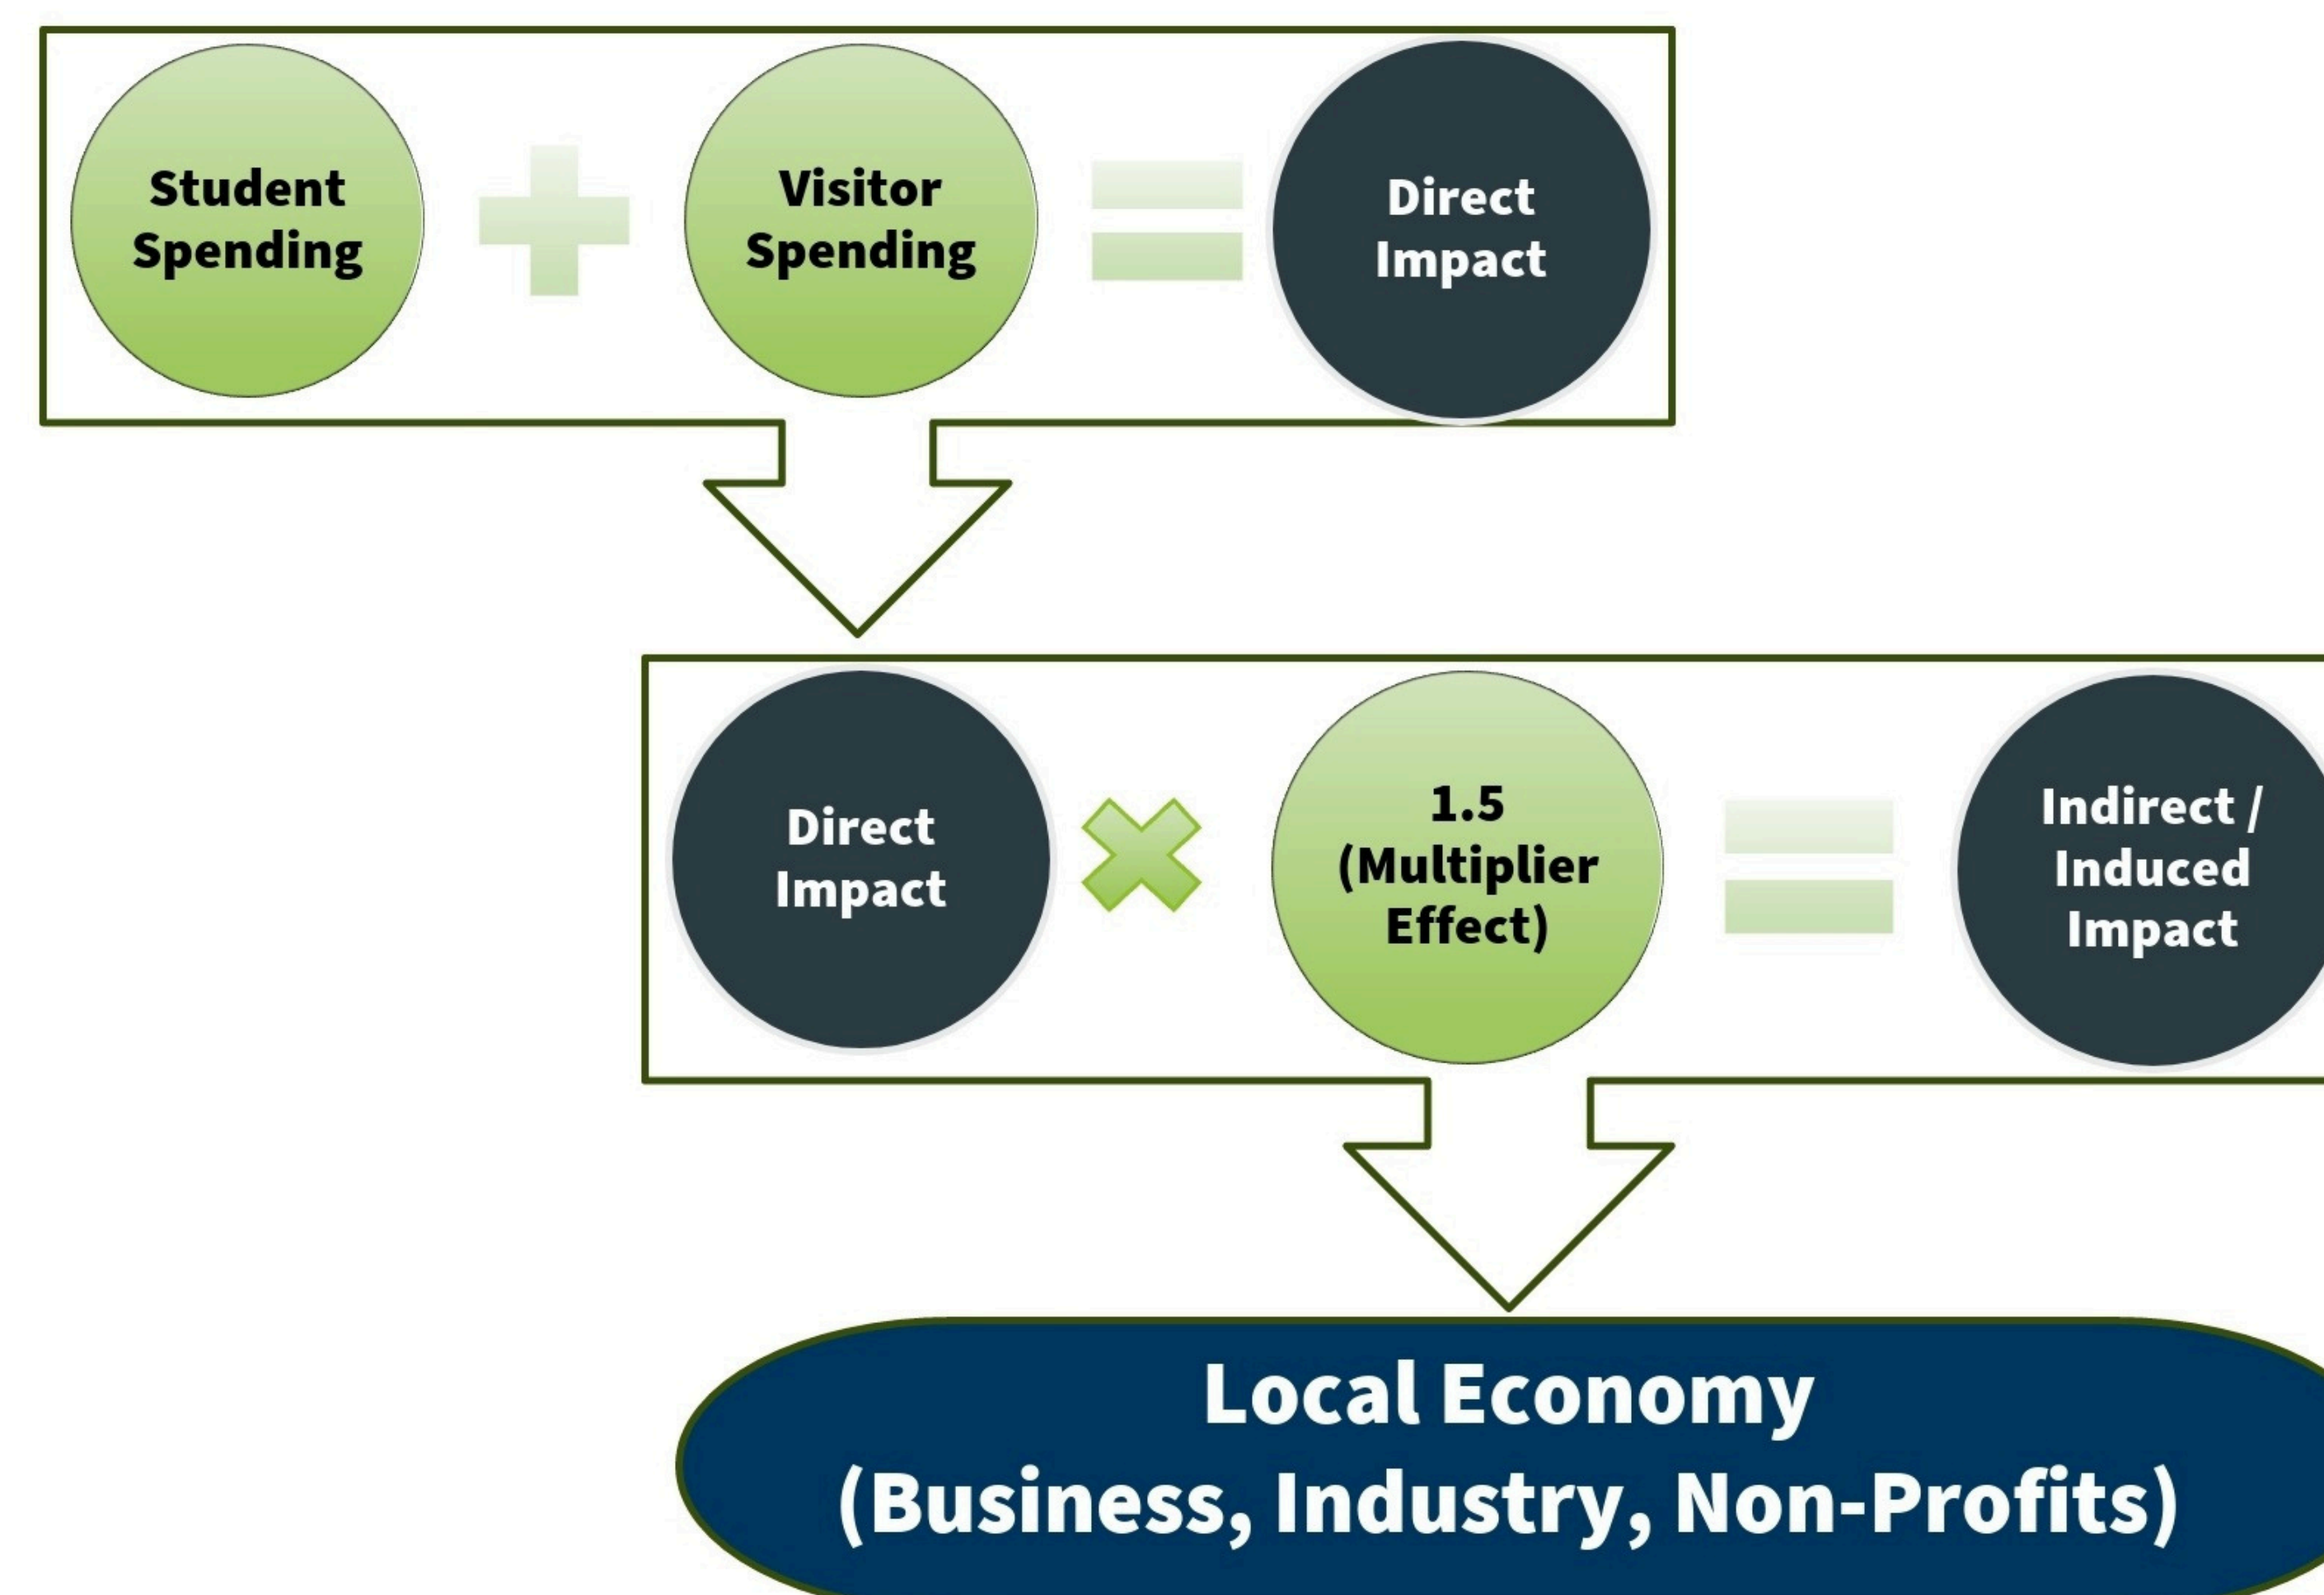 Student
Spending
Visitor
Spending
Direct
Impact
Direct
Impact
1.5
(Multiplier
Effect)
Indirect /
Induced
Impact
Local Economy
(Business, Industry, Non-Profits)